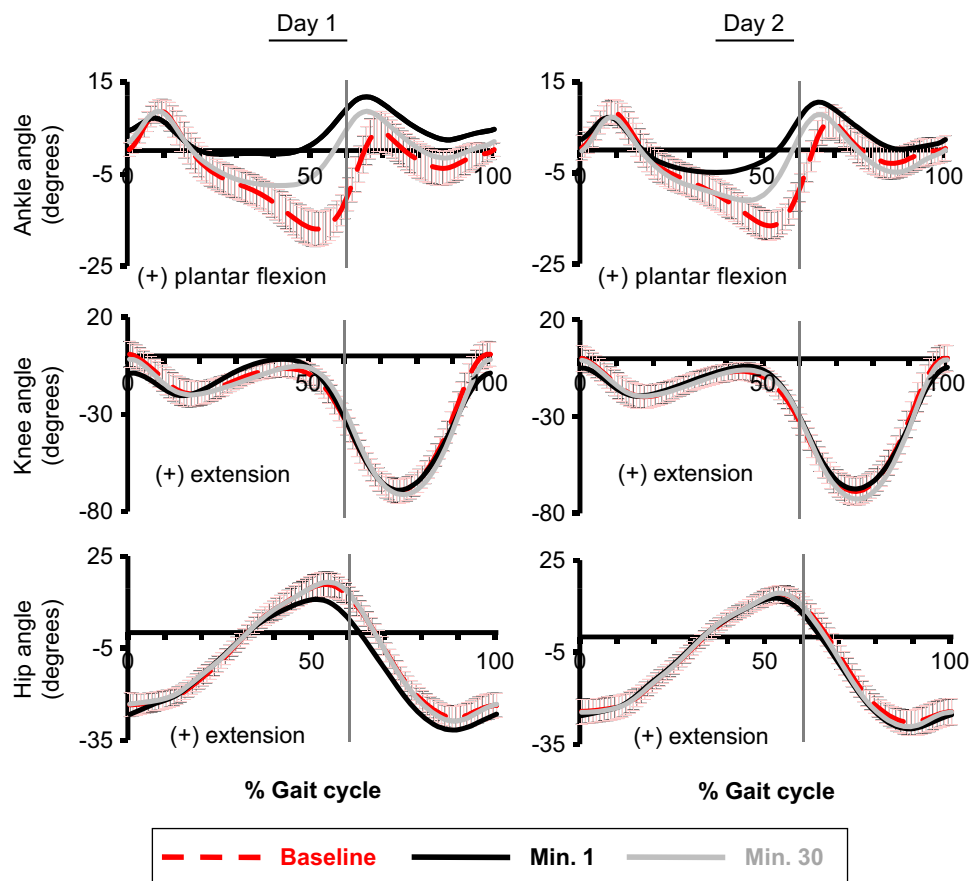 Day 1
Day 2
Ankle angle
(degrees)
15
-5
-25
0
50
100
(+) plantar flexion
15
-5
-25
0
50
100
(+) plantar flexion
Knee angle
(degrees)
20
-30
-80
0
50
100
(+) extension
20
-30
-80
0
50
100
(+) extension
Hip angle
(degrees)
25
-5
-35
0
50
100
(+) extension
25
-5
-35
0
50
100
(+) extension
% Gait cycle
% Gait cycle
Baseline
Min. 1
Min. 30